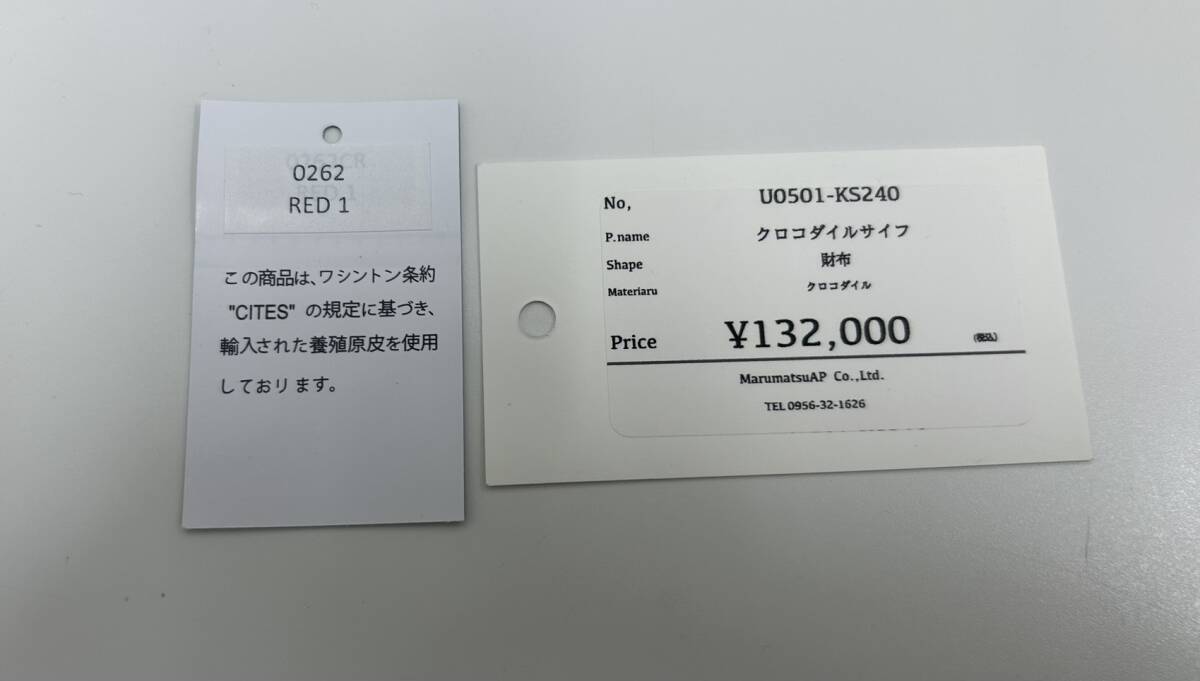 0262
RED 1
この商品は、ワシントン条約
"CITES" の規定に基づき、
輸入された養殖原皮を使用
しております。
No, U0501-KS240
P.name クロコダイルサイフ
Shape 財布
Materiaru クロコダイル
Price ¥132,000 (税込)
MarumatsuAP Co.,Ltd.
TEL 0956-32-1626